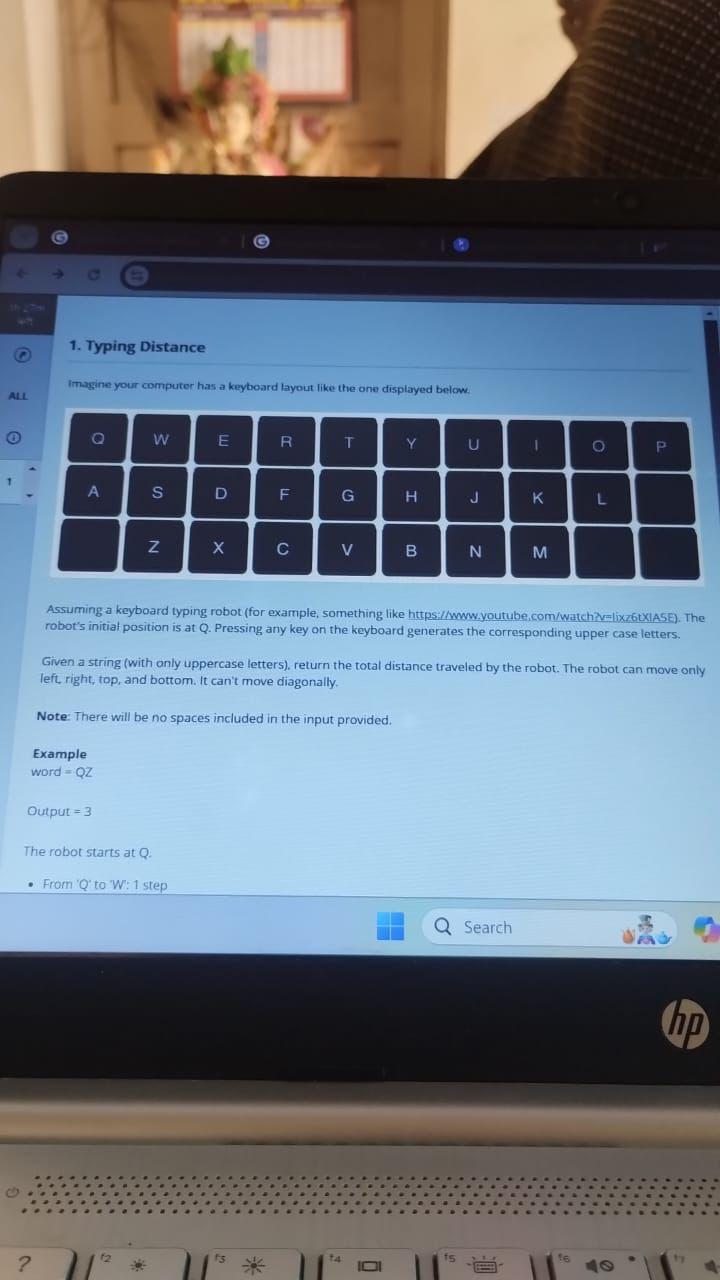 1h 27m
left
ALL
1
1. Typing Distance
Imagine your computer has a keyboard layout like the one displayed below.
Q W E R T Y U I O P
A S D F G H J K L
Z X C V B N M
Assuming a keyboard typing robot (for example, something like https://www.youtube.com/watch?v=lixz6tXIA5E). The
robot's initial position is at Q. Pressing any key on the keyboard generates the corresponding upper case letters.
Given a string (with only uppercase letters), return the total distance traveled by the robot. The robot can move only
left, right, top, and bottom. It can't move diagonally.
Note: There will be no spaces included in the input provided.
Example
word = QZ
Output = 3
The robot starts at Q.
• From 'Q' to 'W': 1 step
Search
hp
? f2 f3 f4 f5 f6 f7